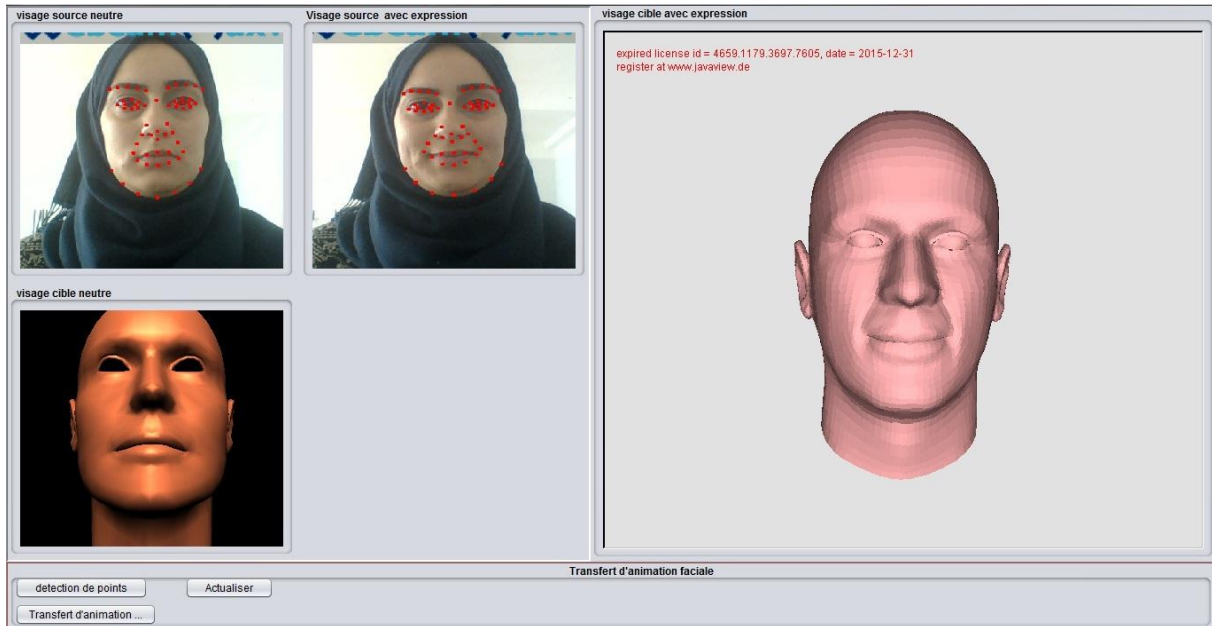 visage source neutre
Visage source avec expression
visage cible avec expression
expired license id = 4659.1179.3697.7605, date = 2015-12-31
register at www.javaview.de
visage cible neutre
Transfert d'animation faciale
detection de points
Actualiser
Transfert d'animation ...